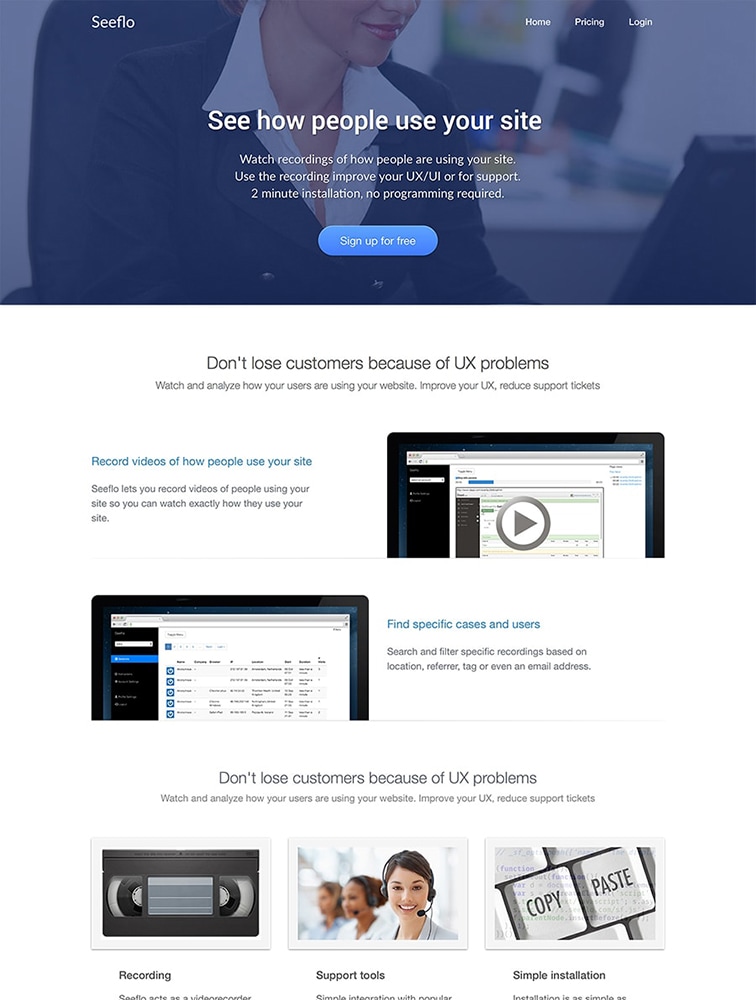 Seeflo
Home Pricing Login
See how people use your site
Watch recordings of how people are using your site.
Use the recording improve your UX/UI or for support.
2 minute installation, no programming required.
Sign up for free
Don't lose customers because of UX problems
Watch and analyze how your users are using your website. Improve your UX, reduce support tickets
Record videos of how people use your site
Seeflo lets you record videos of people using your
site so you can watch exactly how they use your
site.
Find specific cases and users
Search and filter specific recordings based on
location, referrer, tag or even an email address.
Don't lose customers because of UX problems
Watch and analyze how your users are using your website. Improve your UX, reduce support tickets
COPY PASTE
Recording Support tools Simple installation
Seeflo acts as a videorecorder Simple integration with popular Installation is as simple as